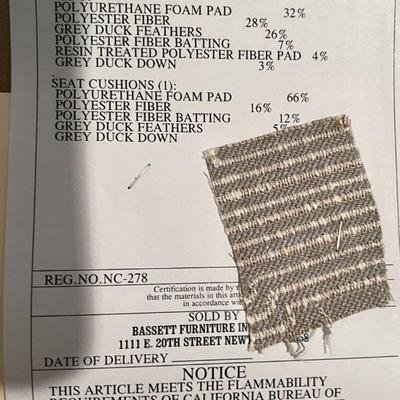 POLYURETHANE FOAM PAD 32%
POLYESTER FIBER 28%
GREY DUCK FEATHERS 26%
POLYESTER FIBER BATTING 7%
RESIN TREATED POLYESTER FIBER PAD 4%
GREY DUCK DOWN 3%
SEAT CUSHIONS (1):
POLYURETHANE FOAM PAD 66%
POLYESTER FIBER 16%
POLYESTER FIBER BATTING 12%
GREY DUCK FEATHERS 5%
GREY DUCK DOWN
REG.NO.NC-278
Certification is made by
that the materials in this
in accordance
SOLD BY
BASSETT FURNITURE
1111 E. 20TH STREET
DATE OF DELIVERY
NOTICE
THIS ARTICLE MEETS THE FLAMMABILITY
REQUIREMENTS OF CALIFORNIA BUREAU OF